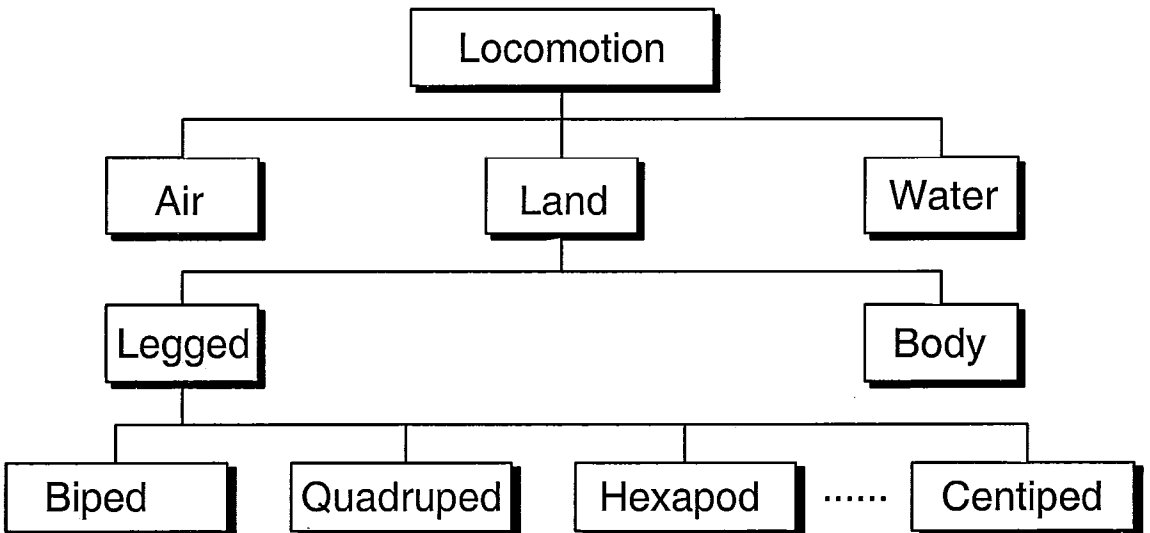 Locomotion
Air Land Water
Legged Body
Biped Quadruped Hexapod ...... Centiped